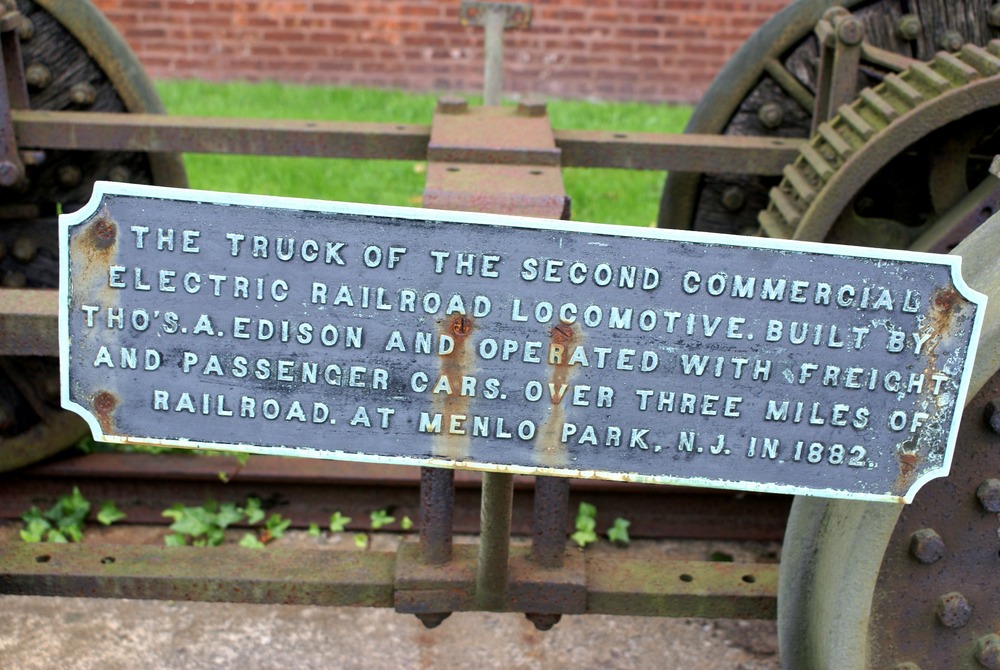 THE TRUCK OF THE SECOND COMMERCIAL
ELECTRIC RAILROAD LOCOMOTIVE. BUILT BY
THO'S. A. EDISON AND OPERATED WITH FREIGHT
AND PASSENGER CARS. OVER THREE MILES OF
RAILROAD. AT MENLO PARK, N.J. IN 1882.